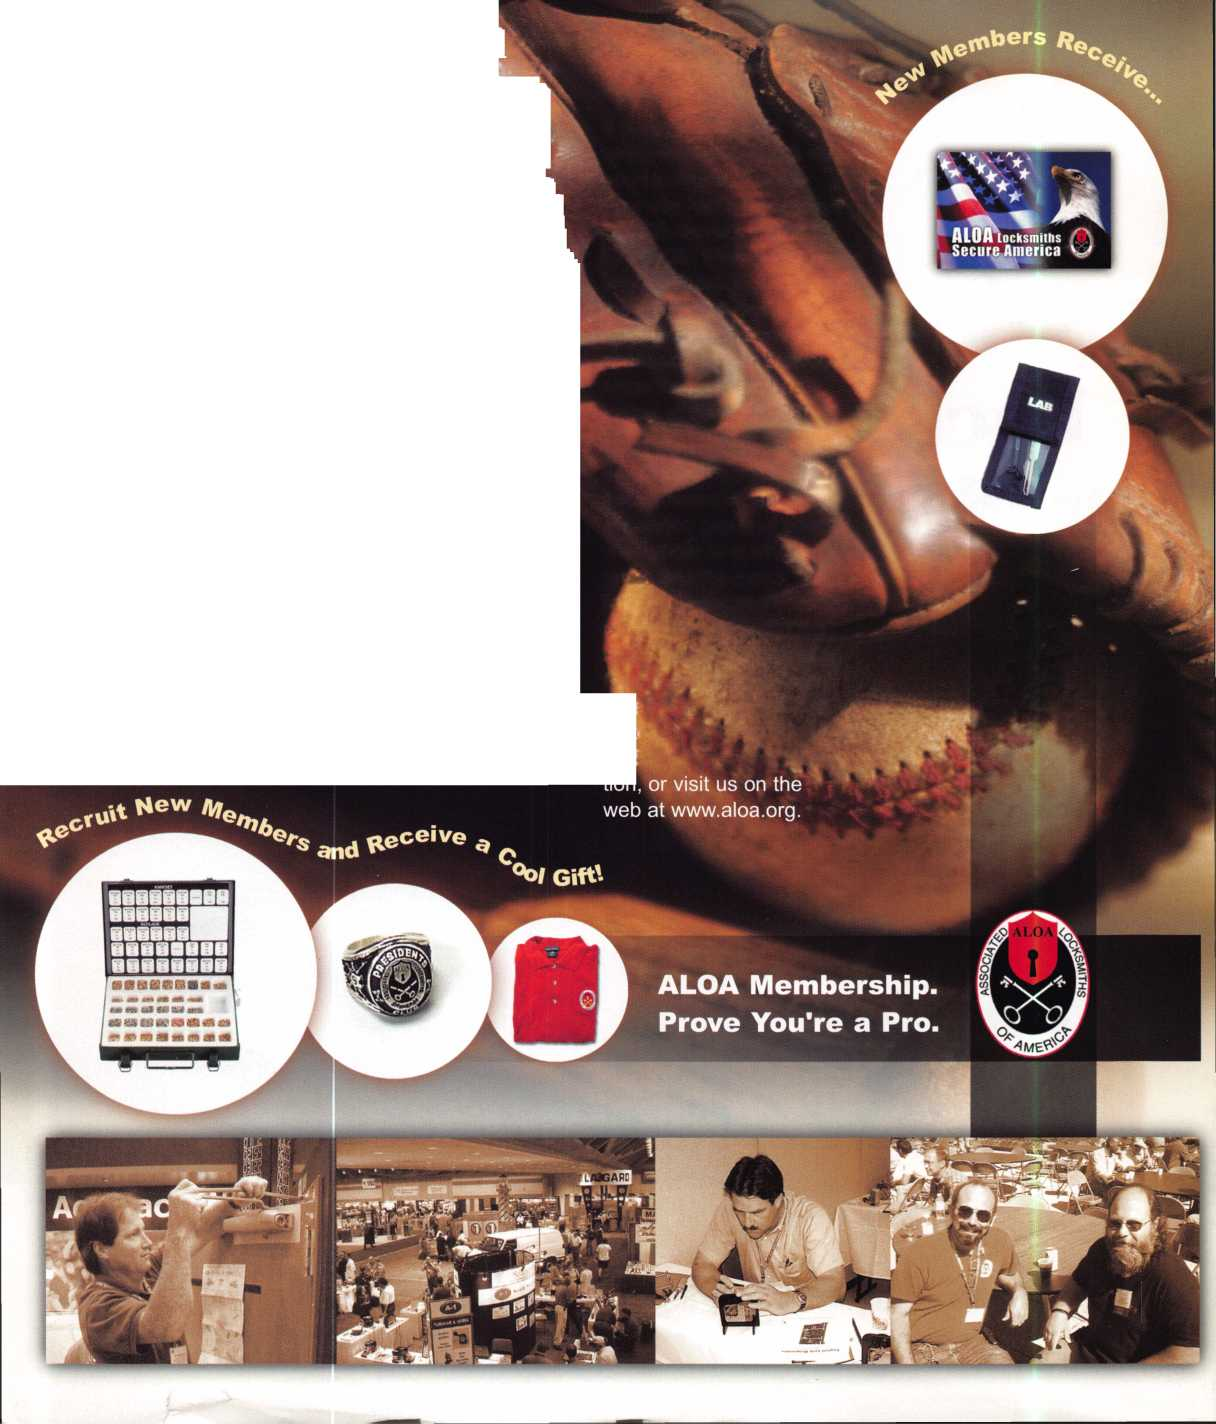 New Members Receive...
ALOA Locksmiths
Secure America
LAB
or visit us on the
web at www.aloa.org.
Recruit New Members and Receive a Cool Gift!
PRESIDENTS
CLUB
ALOA Membership.
Prove You're a Pro.
ASSOCIATED
ALOA
LOCKSMITHS
OF AMERICA